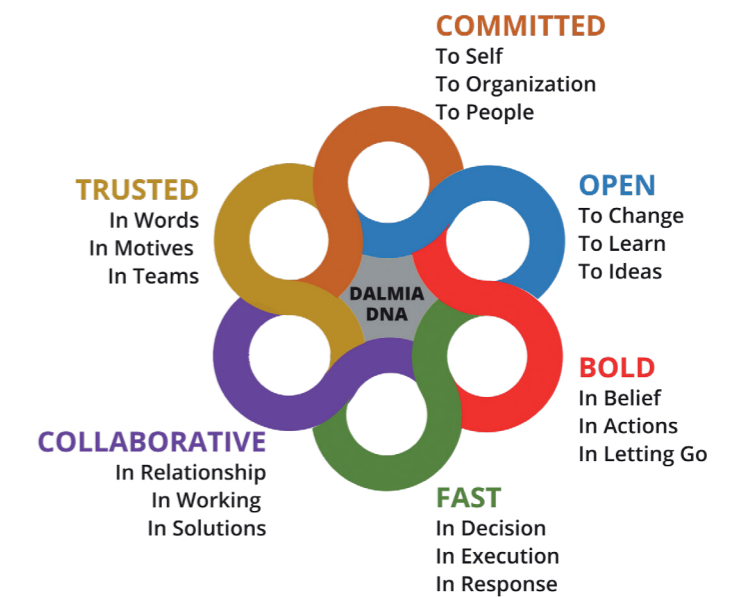 COMMITTED
To Self
To Organization
To People
OPEN
To Change
To Learn
To Ideas
BOLD
In Belief
In Actions
In Letting Go
FAST
In Decision
In Execution
In Response
COLLABORATIVE
In Relationship
In Working
In Solutions
TRUSTED
In Words
In Motives
In Teams
DALMIA
DNA